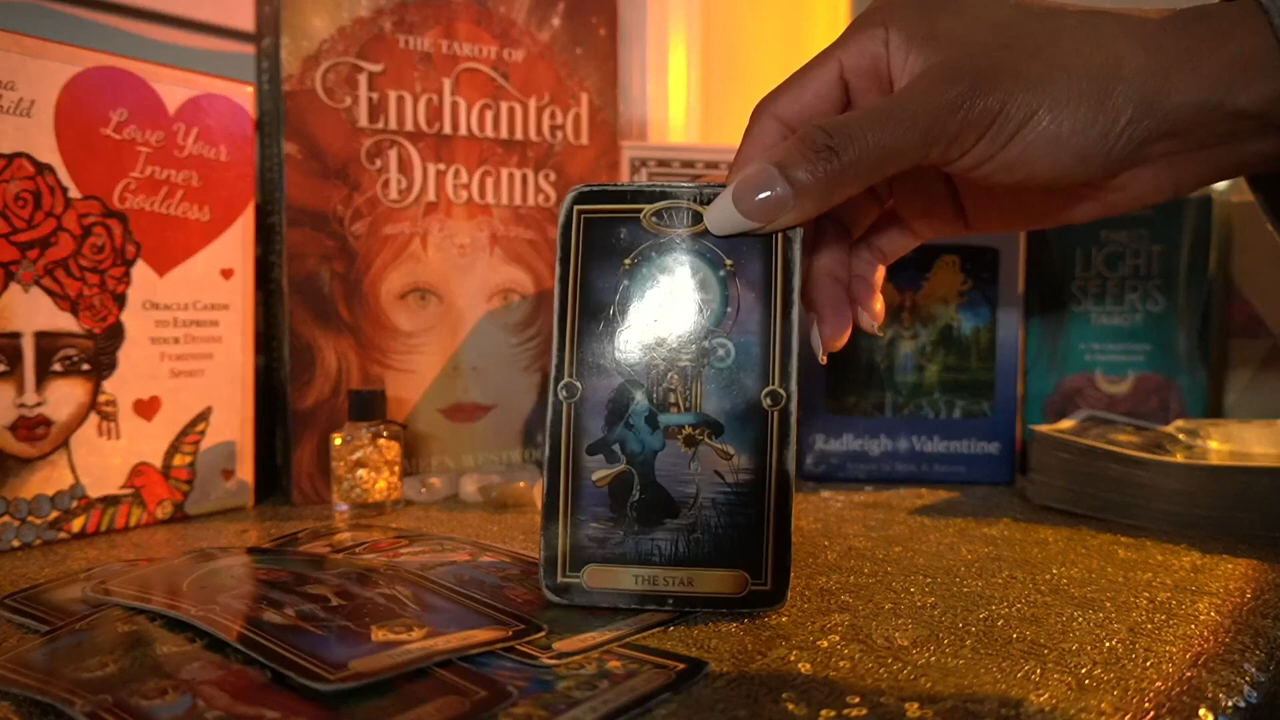 Love Your
Inner
Goddess
Oracle Cards
to Express
your Divine
Feminine
Spirit
THE TAROT OF
Enchanted
Dreams
XVII
THE STAR
Radleigh Valentine
LIGHT
SEER'S
TAROT